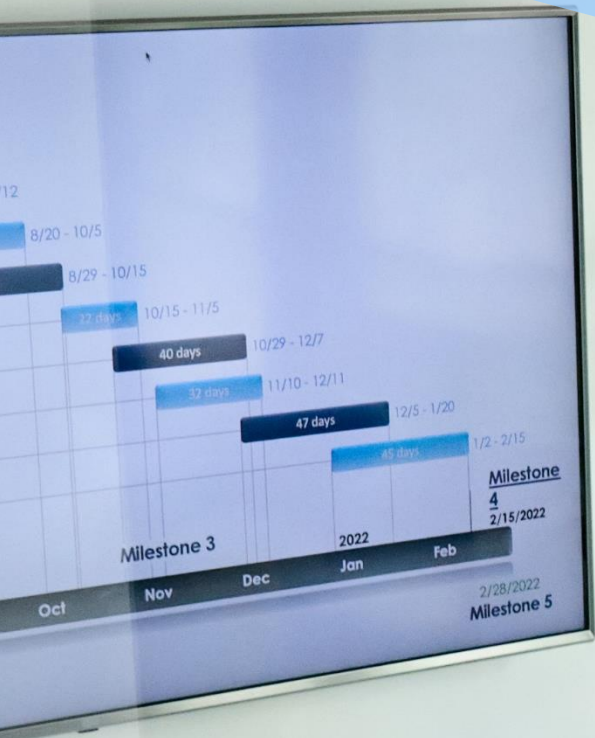 /12
8/20 - 10/5
8/29 - 10/15
22 days 10/15 - 11/5
40 days 10/29 - 12/7
32 days 11/10 - 12/11
47 days 12/5 - 1/20
45 days 1/2 - 2/15
Milestone
4
2/15/2022
Milestone 3
2022
Oct Nov Dec Jan Feb
2/28/2022
Milestone 5